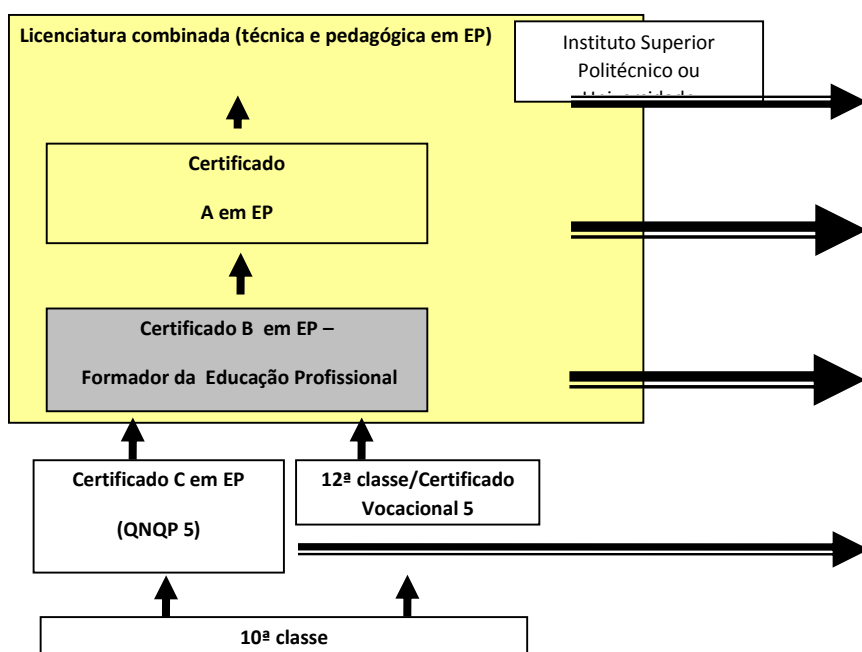 Licenciatura combinada (técnica e pedagógica em EP)
Instituto Superior
Politécnico ou
Certificado
A em EP
Certificado B em EP –
Formador da Educação Profissional
Certificado C em EP
(QNQP 5)
12ª classe/Certificado
Vocacional 5
10ª classe